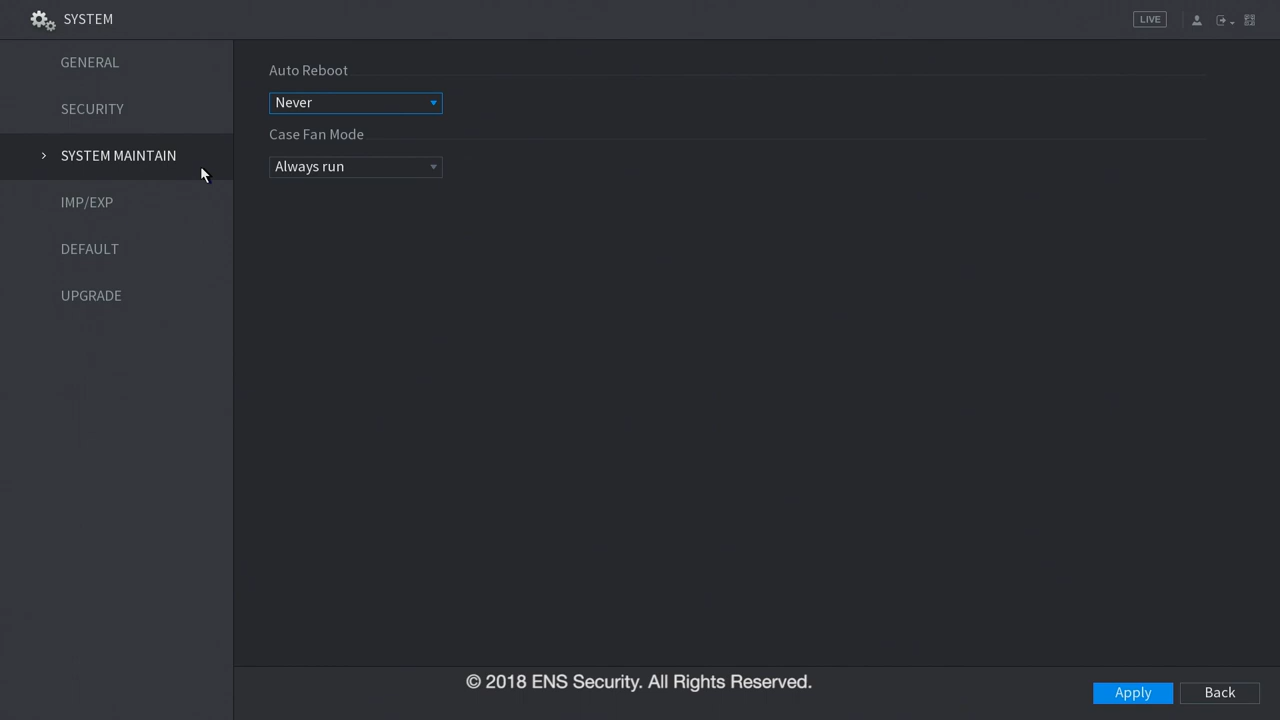 SYSTEM
LIVE
GENERAL
SECURITY
SYSTEM MAINTAIN
IMP/EXP
DEFAULT
UPGRADE
Auto Reboot
Never
Case Fan Mode
Always run
© 2018 ENS Security. All Rights Reserved.
Apply
Back